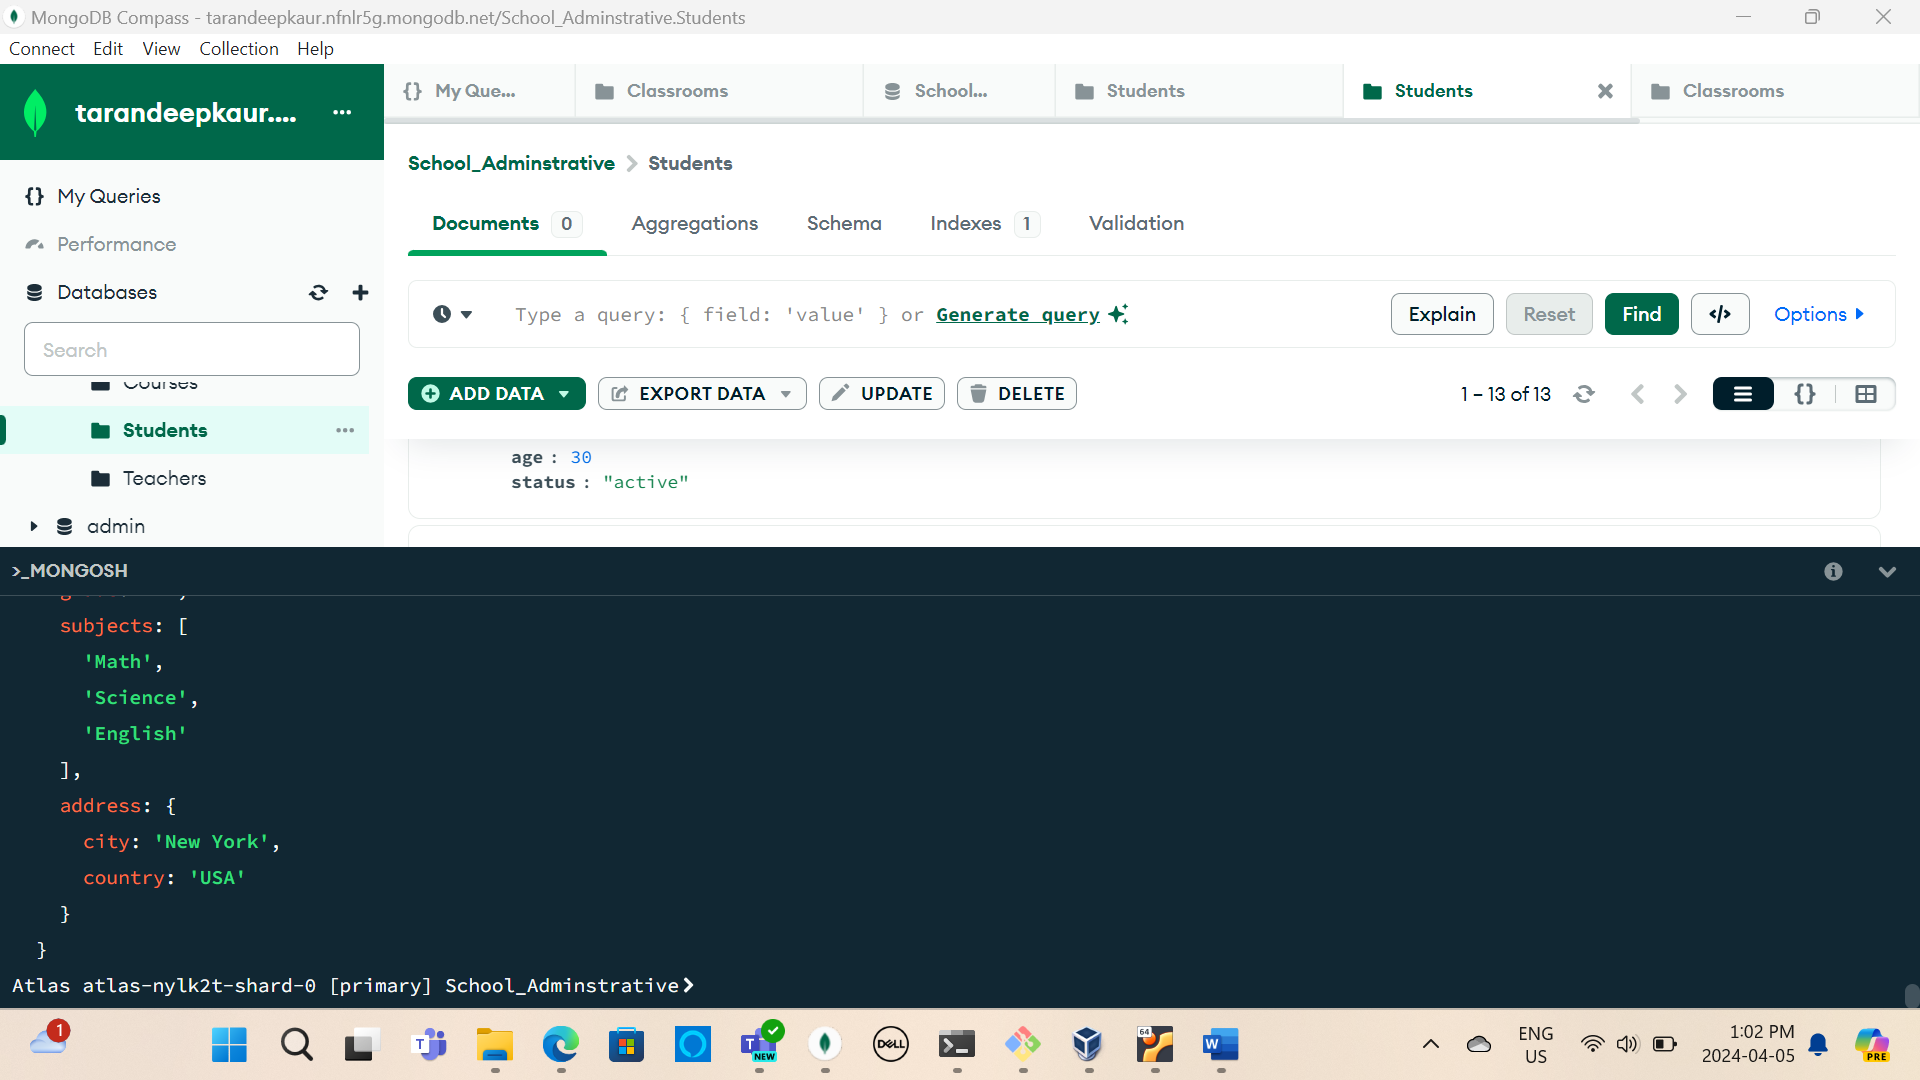 MongoDB Compass - tarandeepkaur.nfnlr5g.mongodb.net/School_Adminstrative.Students
Connect Edit View Collection Help
tarandeepkaur.... ...
{} My Que... Classrooms School... Students Students Classrooms
School_Adminstrative > Students
{} My Queries
Performance
Databases
Search
Courses
Students ...
Teachers
admin
Documents 0 Aggregations Schema Indexes 1 Validation
Type a query: { field: 'value' } or Generate query
Explain Reset Find </> Options
ADD DATA EXPORT DATA UPDATE DELETE 1 – 13 of 13 {}
age : 30
status : "active"
>_MONGOSH
subjects: [
'Math',
'Science',
'English'
],
address: {
city: 'New York',
country: 'USA'
}
}
Atlas atlas-nylk2t-shard-0 [primary] School_Adminstrative>
1
T
T NEW
DELL
64
W
ENG
US
1:02 PM
2024-04-05
PRE